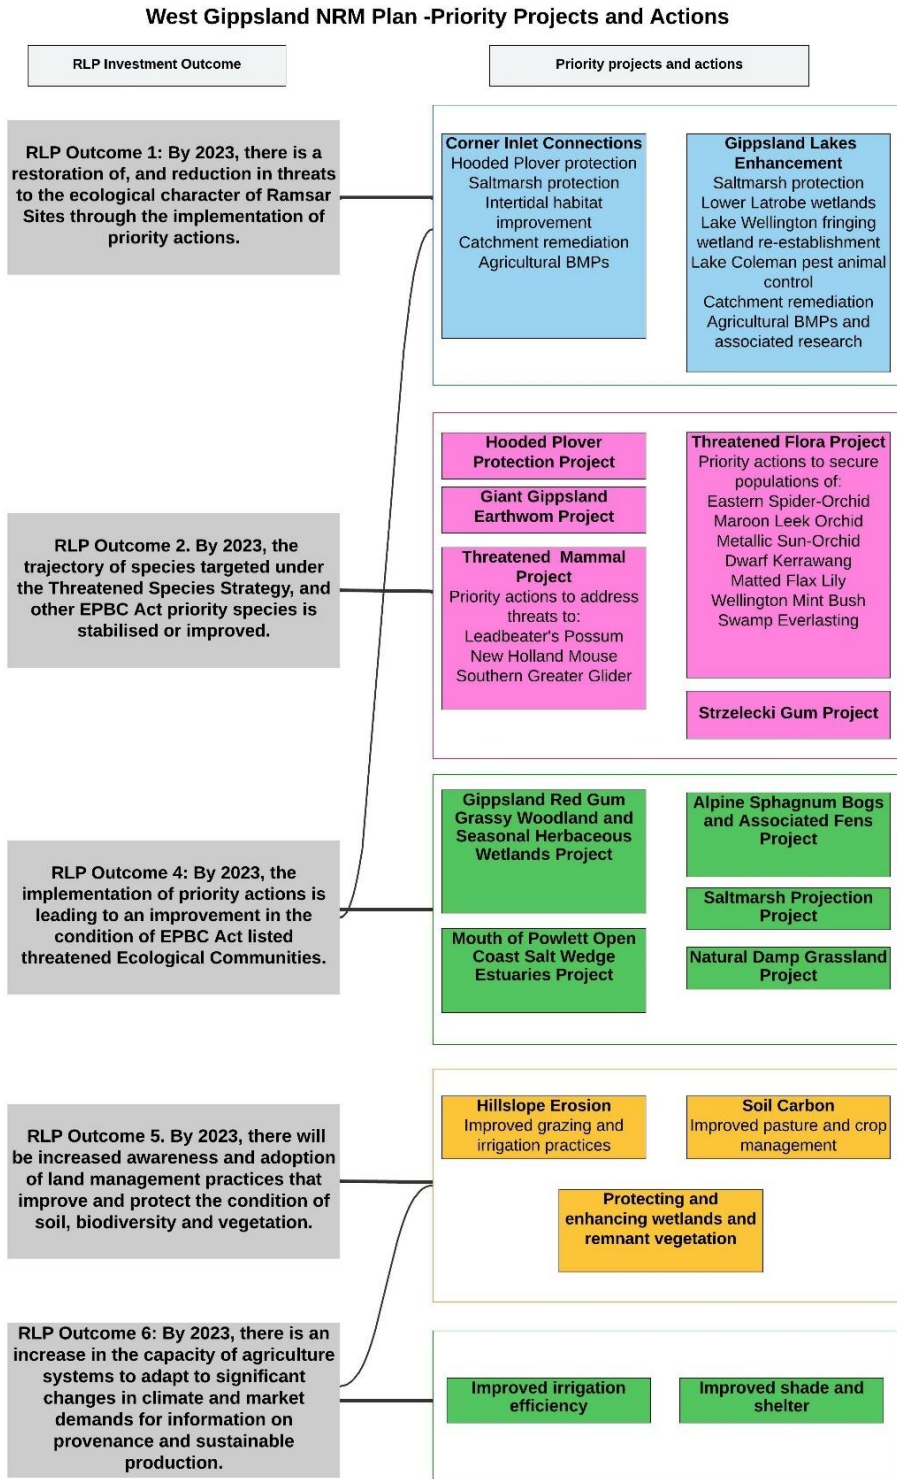 West Gippsland NRM Plan -Priority Projects and Actions
RLP Investment Outcome
Priority projects and actions
RLP Outcome 1: By 2023, there is a
restoration of, and reduction in threats
to the ecological character of Ramsar
Sites through the implementation of
priority actions.
Corner Inlet Connections
Hooded Plover protection
Saltmarsh protection
Intertidal habitat
improvement
Catchment remediation
Agricultural BMPs
Gippsland Lakes
Enhancement
Saltmarsh protection
Lower Latrobe wetlands
Lake Wellington fringing
wetland re-establishment
Lake Coleman pest animal
control
Catchment remediation
Agricultural BMPs and
associated research
RLP Outcome 2. By 2023, the
trajectory of species targeted under
the Threatened Species Strategy, and
other EPBC Act priority species is
stabilised or improved.
Hooded Plover
Protection Project
Giant Gippsland
Earthwom Project
Threatened Mammal
Project
Priority actions to address
threats to:
Leadbeater's Possum
New Holland Mouse
Southern Greater Glider
Threatened Flora Project
Priority actions to secure
populations of:
Eastern Spider-Orchid
Maroon Leek Orchid
Metallic Sun-Orchid
Dwarf Kerrawang
Matted Flax Lily
Wellington Mint Bush
Swamp Everlasting
Strzelecki Gum Project
RLP Outcome 4: By 2023, the
implementation of priority actions is
leading to an improvement in the
condition of EPBC Act listed
threatened Ecological Communities.
Gippsland Red Gum
Grassy Woodland and
Seasonal Herbaceous
Wetlands Project
Mouth of Powlett Open
Coast Salt Wedge
Estuaries Project
Alpine Sphagnum Bogs
and Associated Fens
Project
Saltmarsh Projection
Project
Natural Damp Grassland
Project
RLP Outcome 5. By 2023, there will
be increased awareness and adoption
of land management practices that
improve and protect the condition of
soil, biodiversity and vegetation.
Hillslope Erosion
Improved grazing and
irrigation practices
Soil Carbon
Improved pasture and crop
management
Protecting and
enhancing wetlands and
remnant vegetation
RLP Outcome 6: By 2023, there is an
increase in the capacity of agriculture
systems to adapt to significant
changes in climate and market
demands for information on
provenance and sustainable
production.
Improved irrigation
efficiency
Improved shade and
shelter